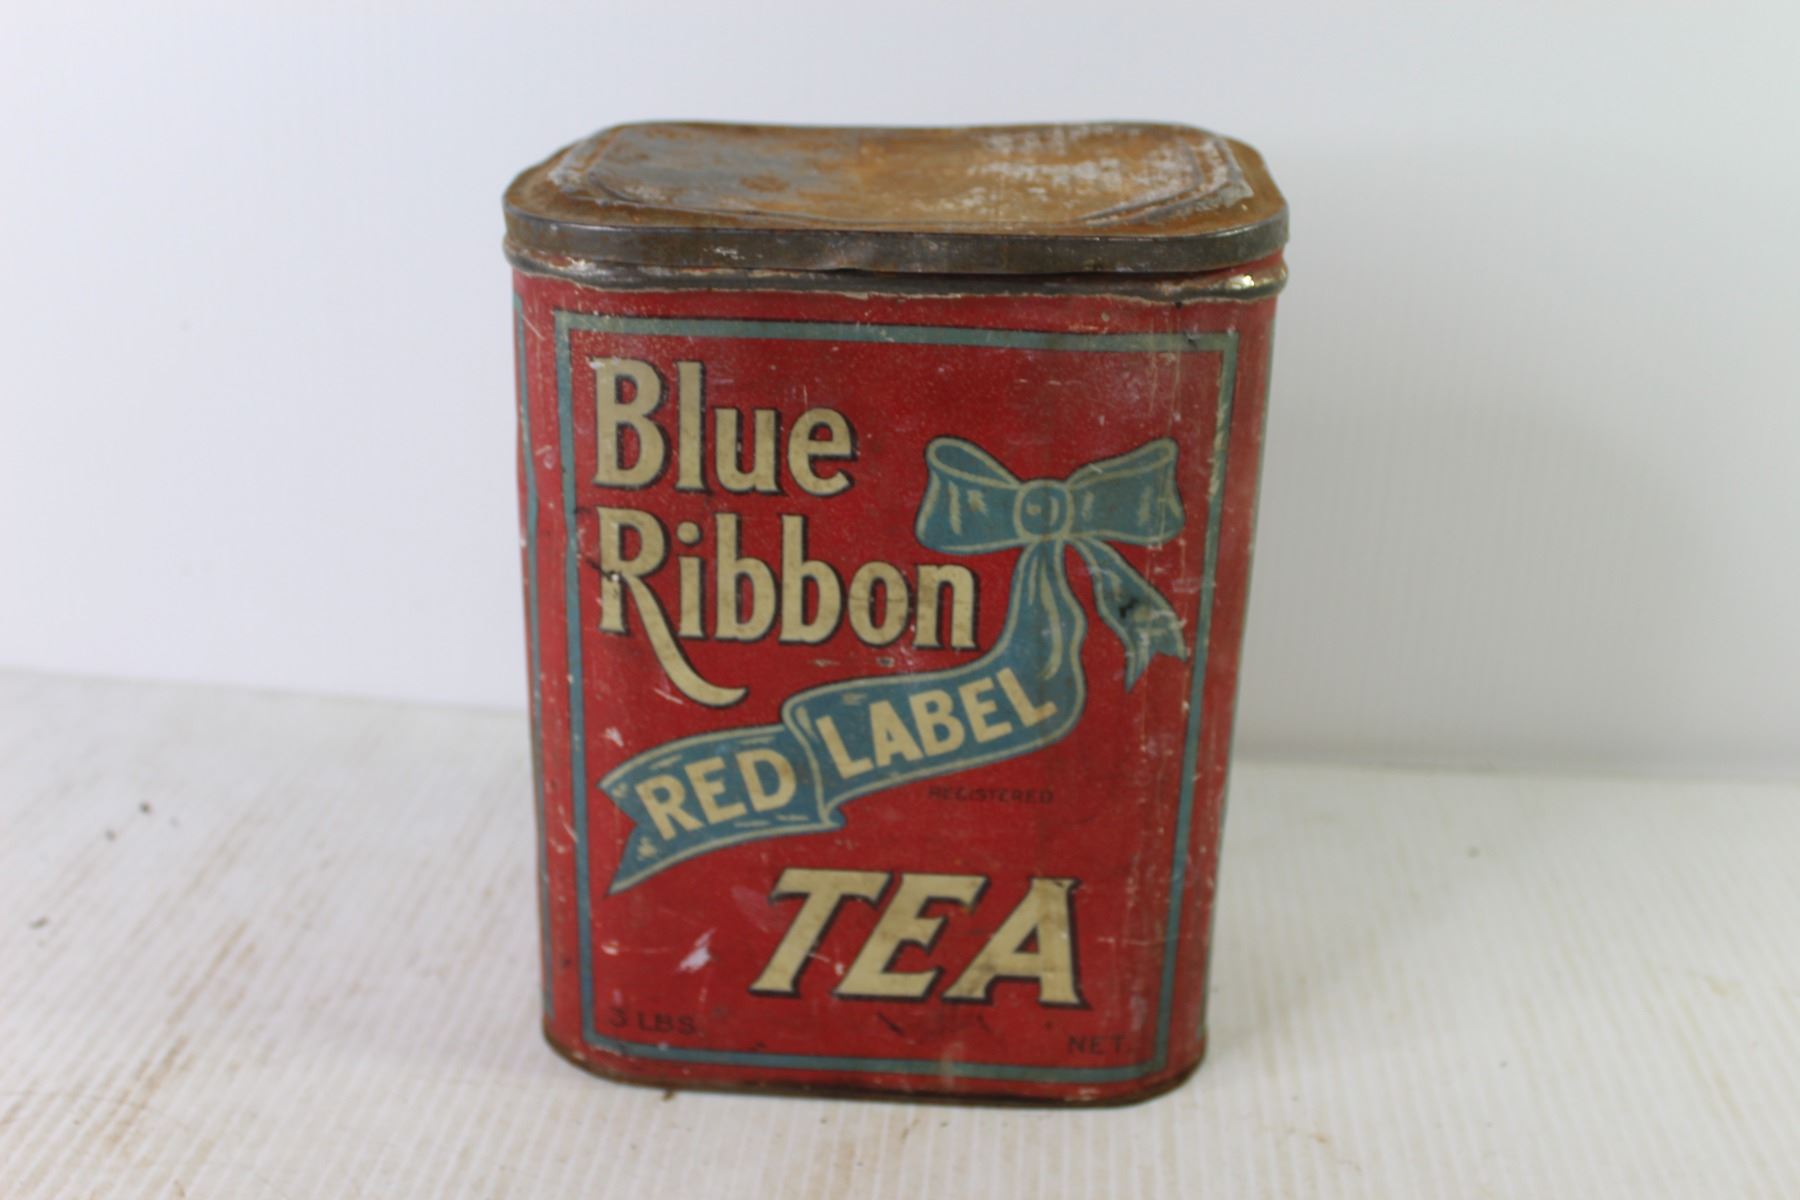 Blue
Ribbon
RED LABEL
REGISTERED
TEA
3 LBS. NET.